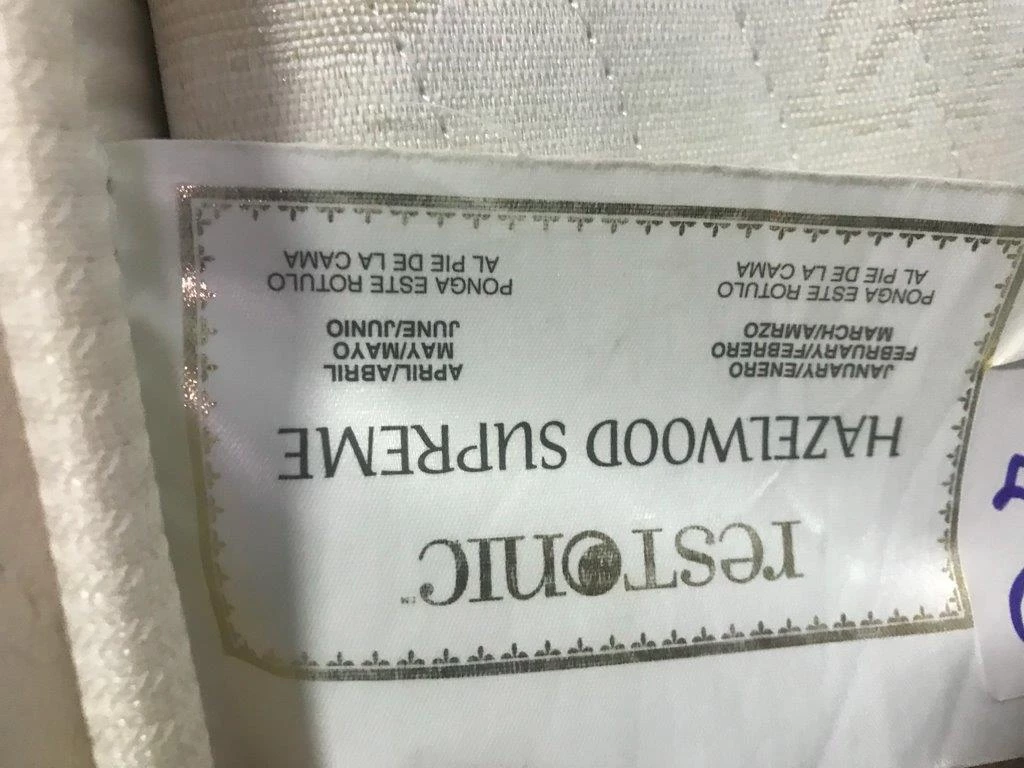 resTonic™
HAZELWOOD SUPREME
JANUARY/ENERO
FEBRUARY/FEBRERO
MARCH/AMRZO
PONGA ESTE ROTULO
AL PIE DE LA CAMA
APRIL/ABRIL
MAY/MAYO
JUNE/JUNIO
PONGA ESTE ROTULO
AL PIE DE LA CAMA